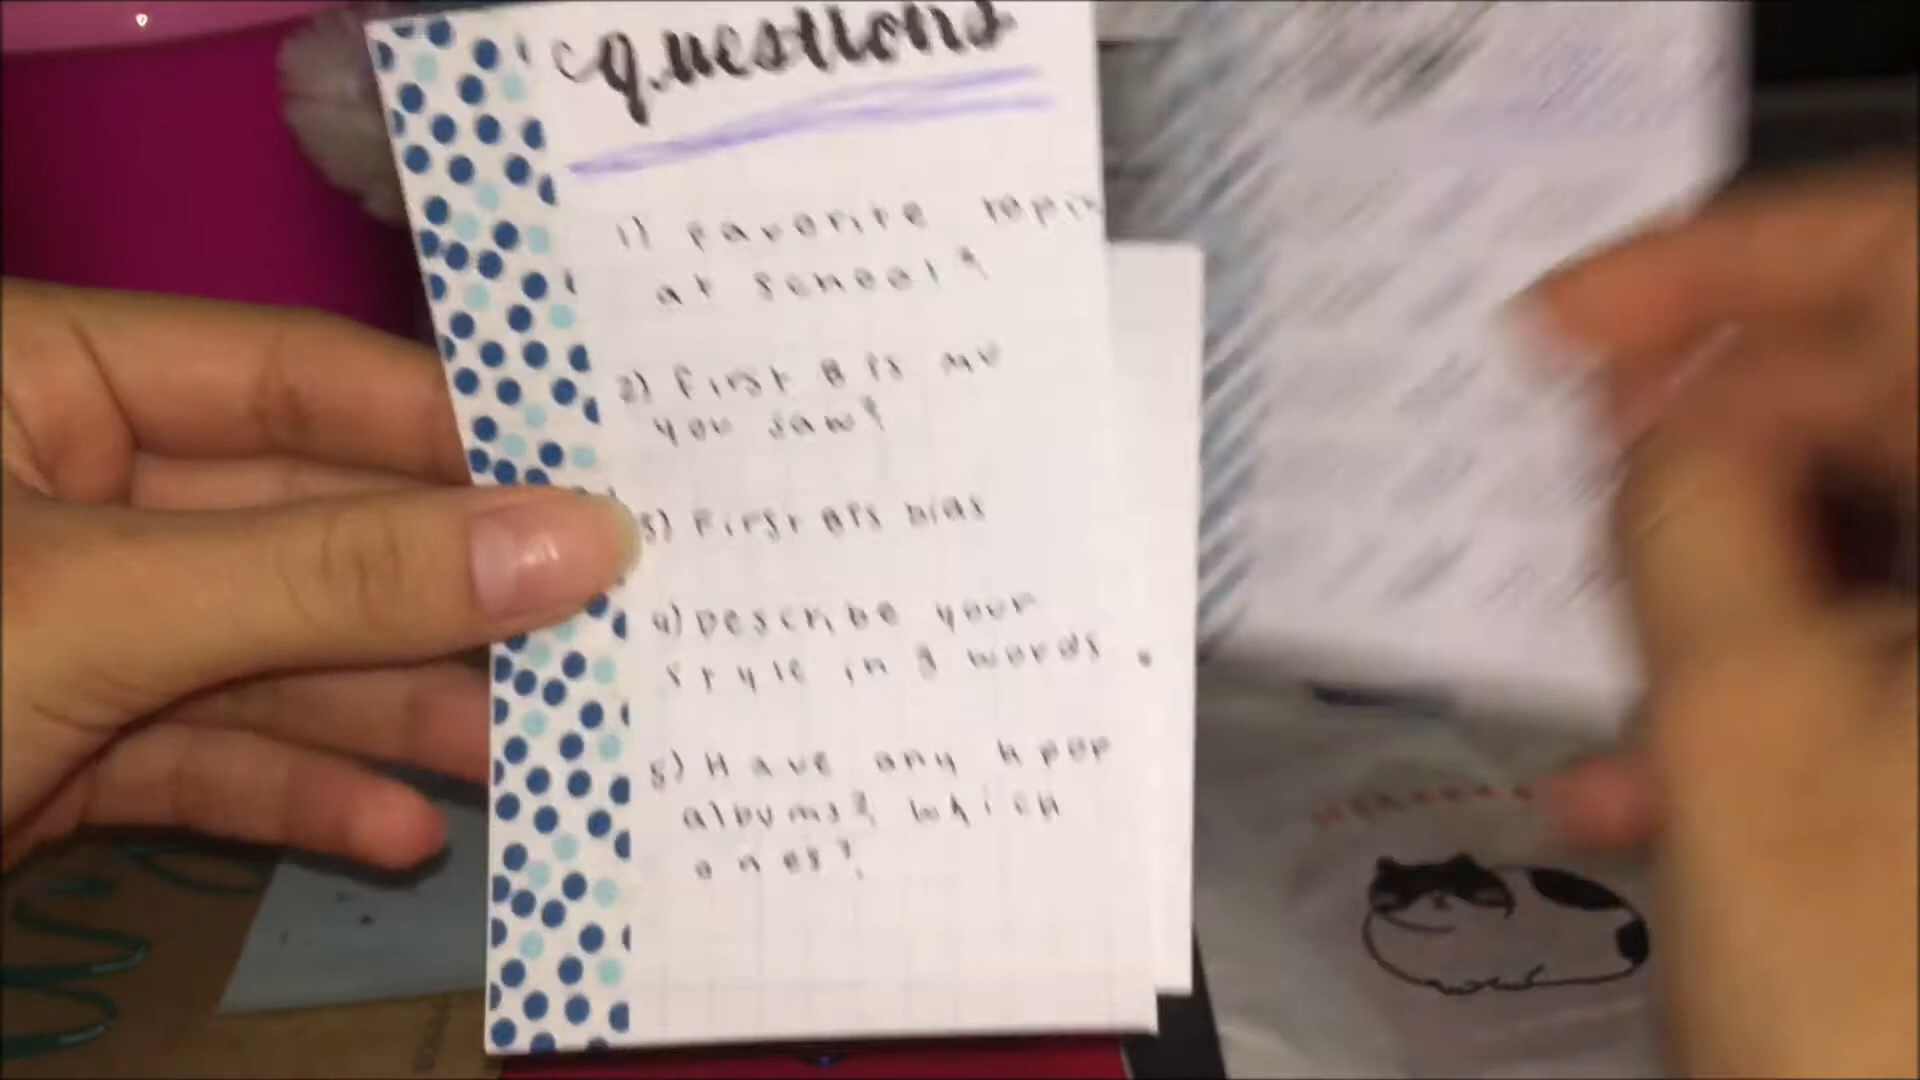 questions
1) Favorite topic
at school?
2) First BTS MV
you saw?
3) First BTS bias
4) Describe your
style in 3 words.
5) Have any kpop
albums? Which
ones?